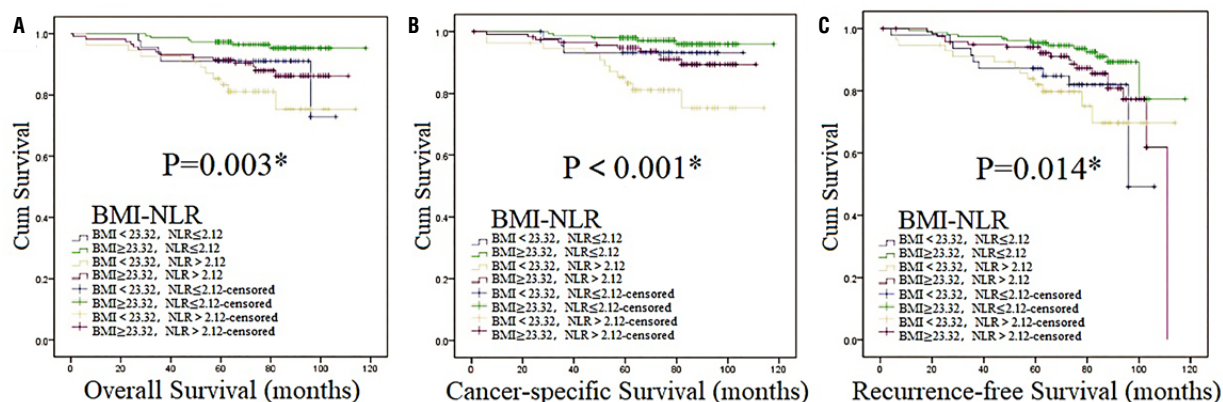 A
Cum Survival
1.0
0.8
0.6
0.4
0.2
0.0
P=0.003*
BMI-NLR
BMI<23.32, NLR≤2.12
BMI≥23.32, NLR≤2.12
BMI<23.32, NLR>2.12
BMI≥23.32, NLR>2.12
BMI<23.32, NLR≤2.12-censored
BMI≥23.32, NLR≤2.12-censored
BMI<23.32, NLR>2.12-censored
BMI≥23.32, NLR>2.12-censored
0 20 40 60 80 100 120
Overall Survival (months)
B
Cum Survival
1.0
0.8
0.6
0.4
0.2
0.0
P<0.001*
BMI-NLR
BMI<23.32, NLR≤2.12
BMI≥23.32, NLR≤2.12
BMI<23.32, NLR>2.12
BMI≥23.32, NLR>2.12
BMI<23.32, NLR≤2.12-censored
BMI≥23.32, NLR≤2.12-censored
BMI<23.32, NLR>2.12-censored
BMI≥23.32, NLR>2.12-censored
0 20 40 60 80 100 120
Cancer-specific Survival (months)
C
Cum Survival
1.0
0.8
0.6
0.4
0.2
0.0
P=0.014*
BMI-NLR
BMI<23.32, NLR≤2.12
BMI≥23.32, NLR≤2.12
BMI<23.32, NLR>2.12
BMI≥23.32, NLR>2.12
BMI<23.32, NLR≤2.12-censored
BMI≥23.32, NLR≤2.12-censored
BMI<23.32, NLR>2.12-censored
BMI≥23.32, NLR>2.12-censored
0 20 40 60 80 100 120
Recurrence-free Survival (months)